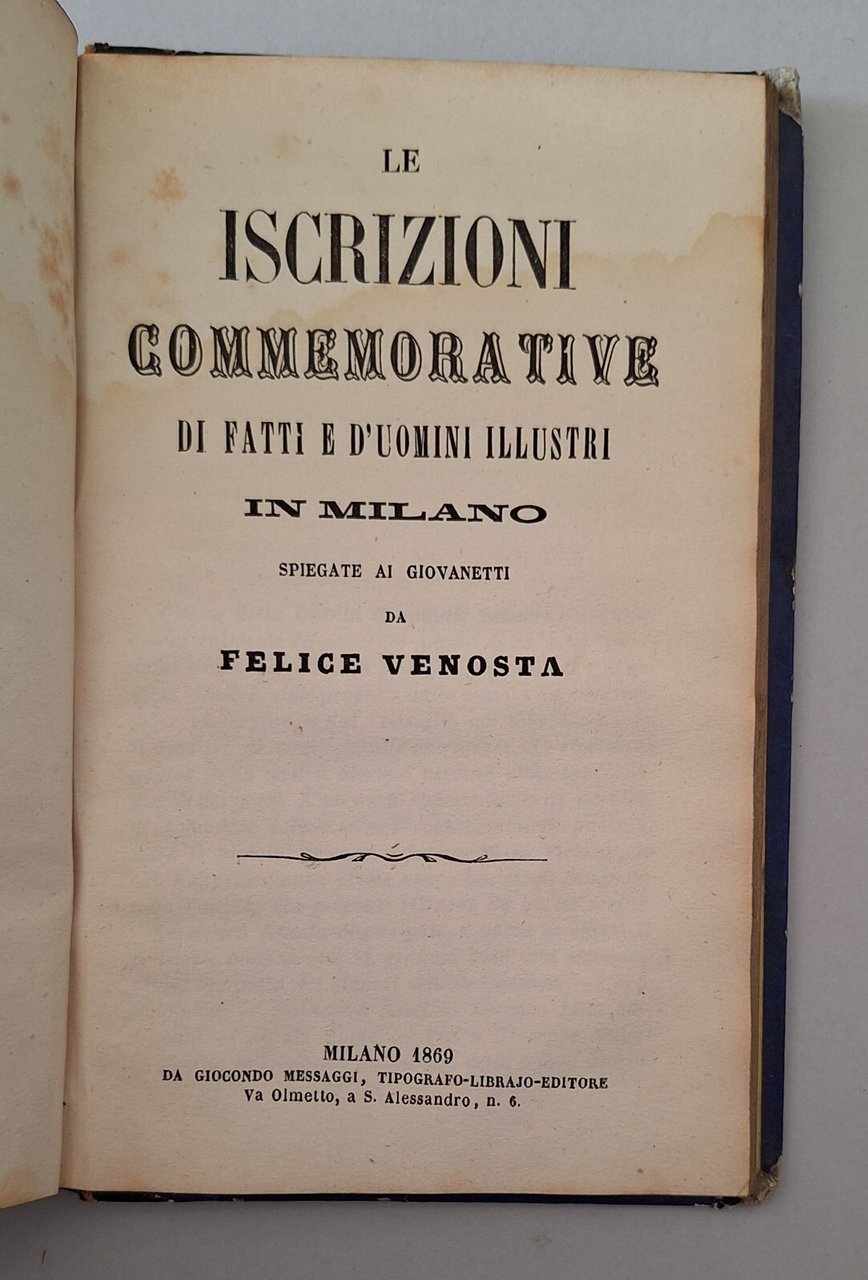 LE
ISCRIZIONI
COMMEMORATIVE
DI FATTI E D'UOMINI ILLUSTRI
IN MILANO
SPIEGATE AI GIOVANETTI
DA
FELICE VENOSTA
MILANO 1869
DA GIOCONDO MESSAGGI, TIPOGRAFO-LIBRAJO-EDITORE
Va Olmetto, a S. Alessandro, n. 6.